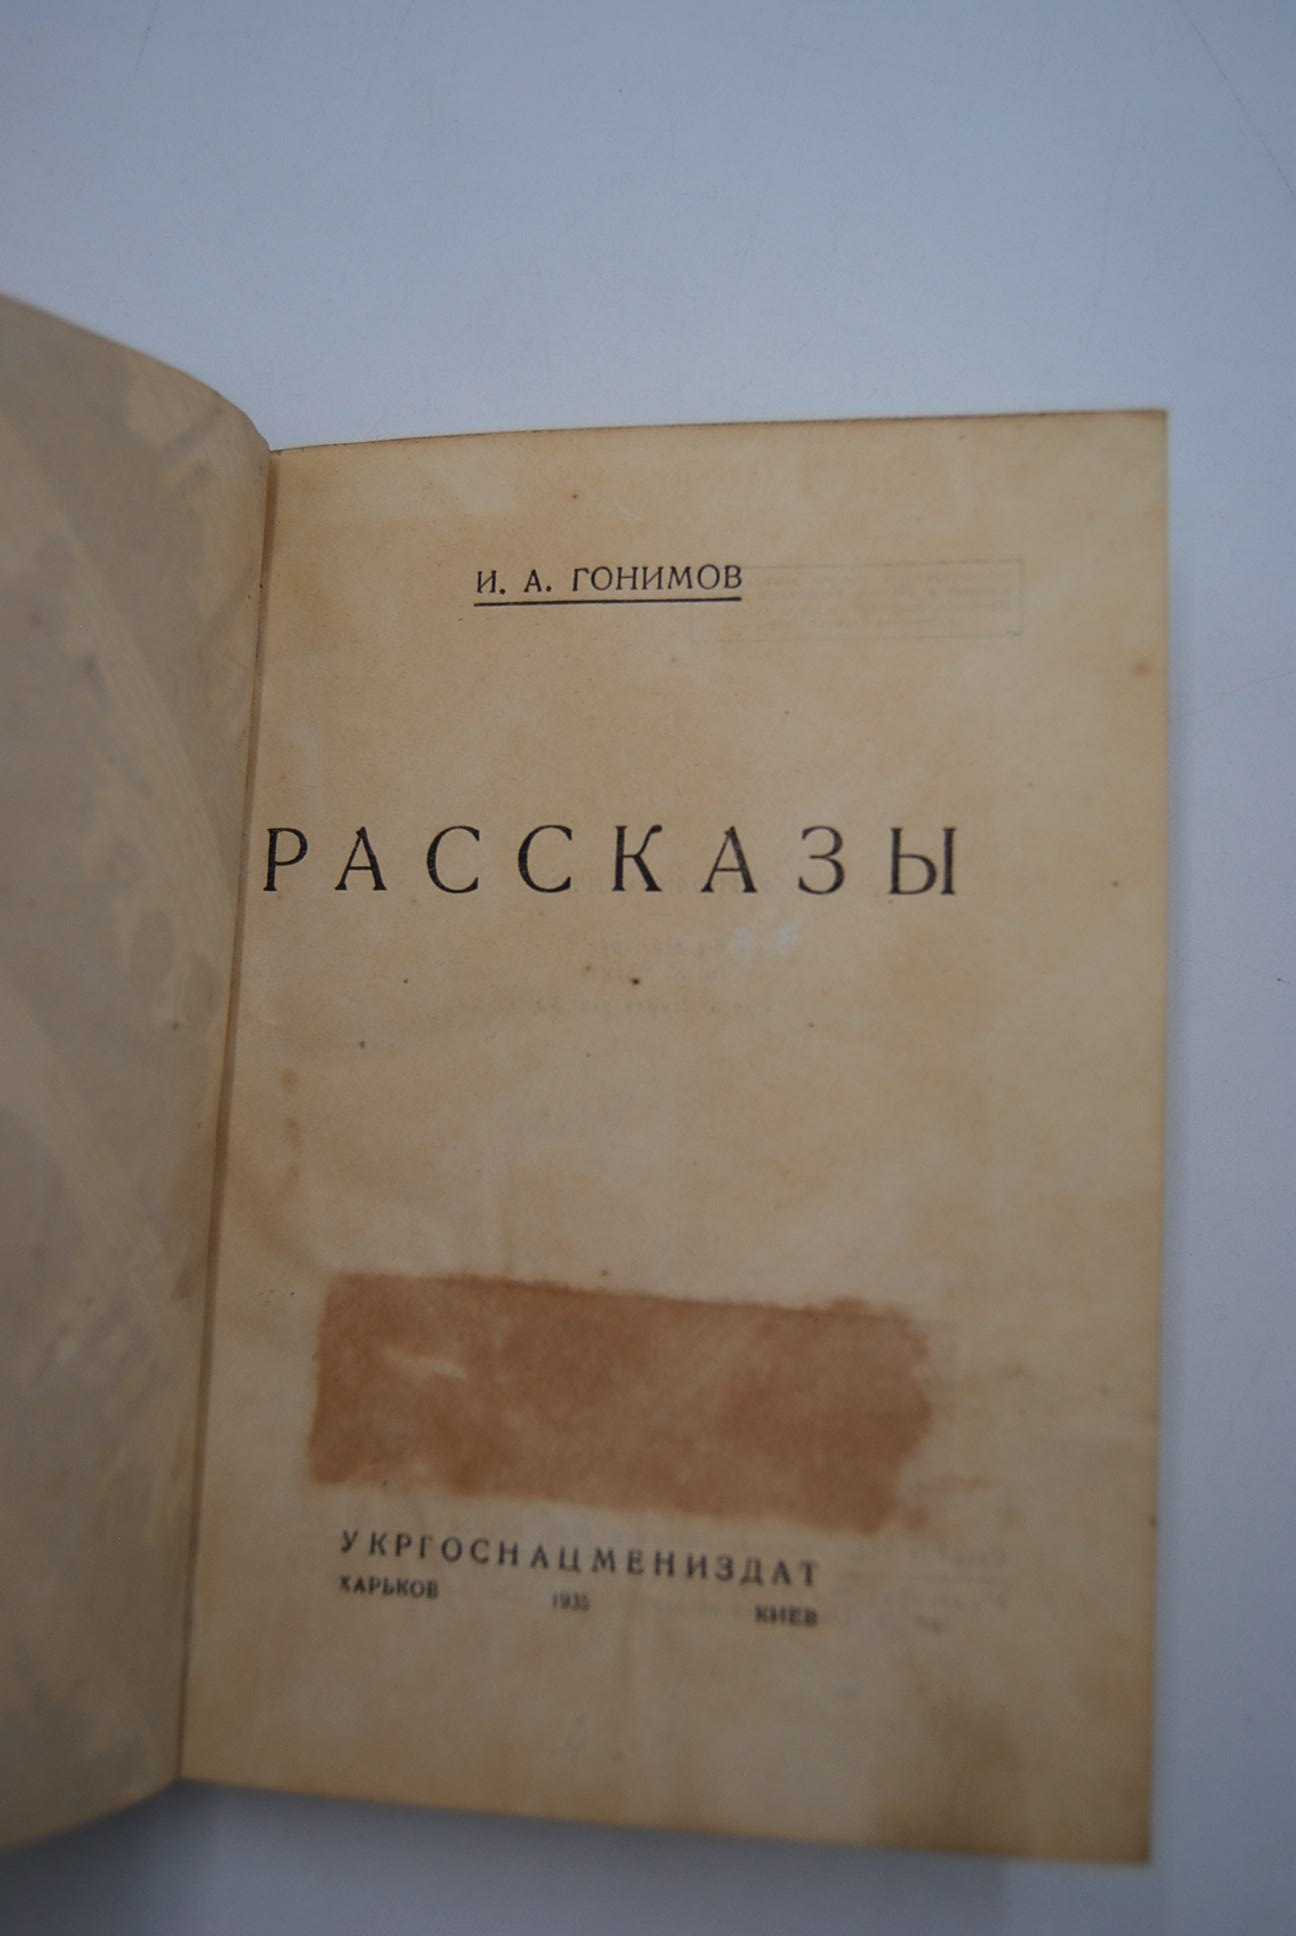 И. А. ГОНИМОВ
РАССКАЗЫ
УКРГОСНАЦМЕНИЗДАТ
ХАРЬКОВ 1935 КИЕВ